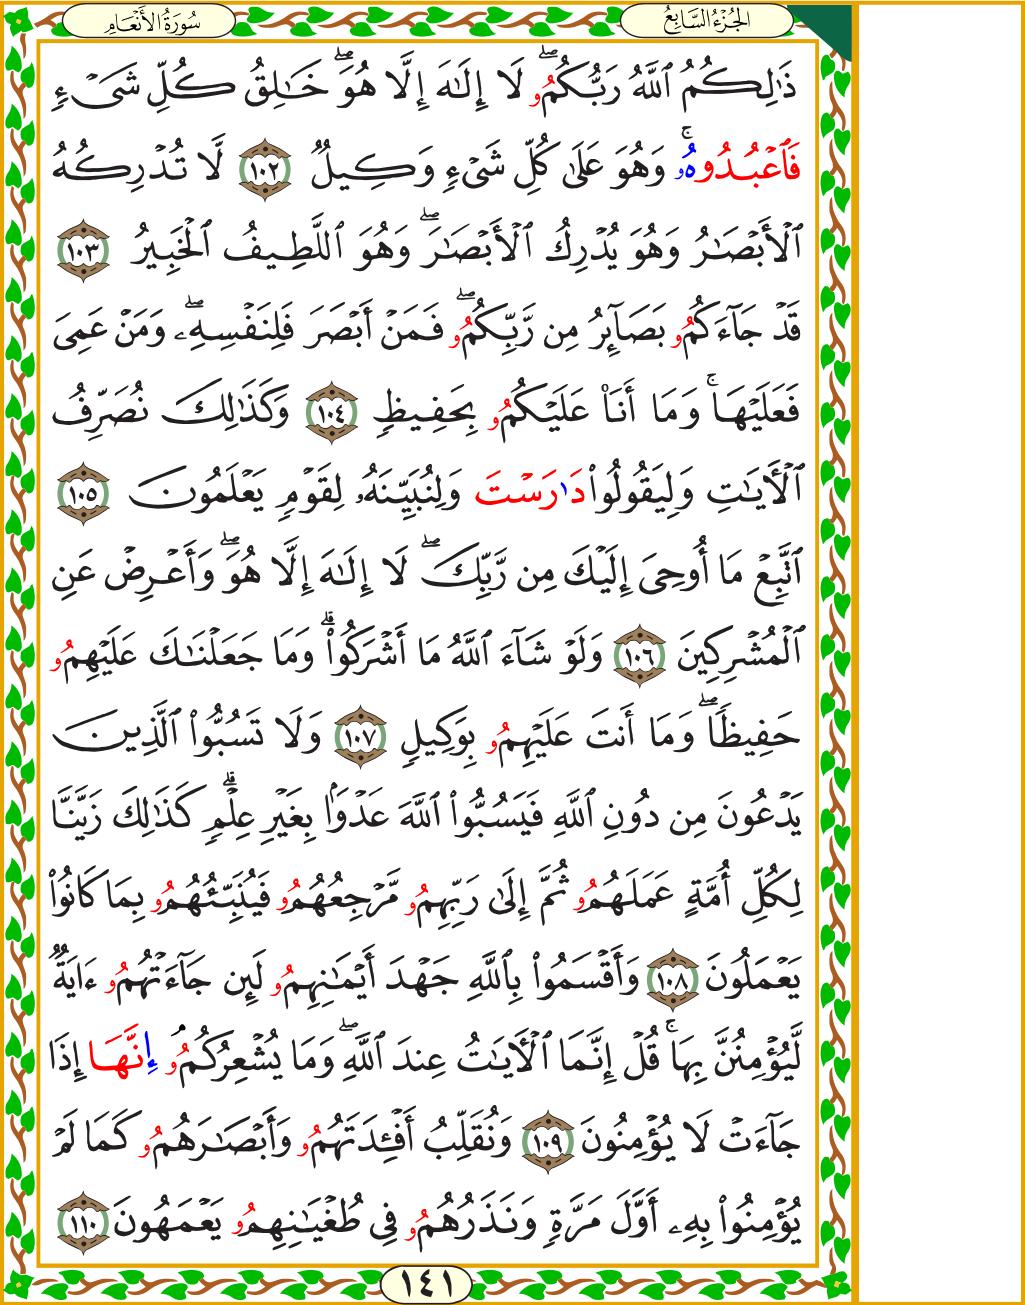 الجُزْءُ السَّابِعُ
سُورَةُ الأَنْعَامِ
ذَٰلِكُمُ ٱللَّهُ رَبُّكُمُۥۖ لَا إِلَٰهَ إِلَّا هُوَۖ خَٰلِقُ كُلِّ شَىْءٍ
فَٱعْبُدُوهُۥۚ وَهُوَ عَلَىٰ كُلِّ شَىْءٍ وَكِيلٌ ١٠٢ لَّا تُدْرِكُهُ
ٱلْأَبْصَٰرُ وَهُوَ يُدْرِكُ ٱلْأَبْصَٰرَۖ وَهُوَ ٱللَّطِيفُ ٱلْخَبِيرُ ١٠٣
قَدْ جَآءَكُمُۥ بَصَآئِرُ مِن رَّبِّكُمُۥۖ فَمَنْ أَبْصَرَ فَلِنَفْسِهِۦۖ وَمَنْ عَمِىَ
فَعَلَيْهَاۚ وَمَا أَنَا۠ عَلَيْكُمُۥ بِحَفِيظٍ ١٠٤ وَكَذَٰلِكَ نُصَرِّفُ
ٱلْأَيَٰتِ وَلِيَقُولُوا۟ دَٰرَسْتَ وَلِنُبَيِّنَهُۥ لِقَوْمٍ يَعْلَمُونَ ١٠٥
ٱتَّبِعْ مَا أُوحِىَ إِلَيْكَ مِن رَّبِّكَۖ لَا إِلَٰهَ إِلَّا هُوَۖ وَأَعْرِضْ عَنِ
ٱلْمُشْرِكِينَ ١٠٦ وَلَوْ شَآءَ ٱللَّهُ مَا أَشْرَكُوا۟ۗ وَمَا جَعَلْنَٰكَ عَلَيْهِمُۥ
حَفِيظًاۖ وَمَا أَنتَ عَلَيْهِمُۥ بِوَكِيلٍ ١٠٧ وَلَا تَسُبُّوا۟ ٱلَّذِينَ
يَدْعُونَ مِن دُونِ ٱللَّهِ فَيَسُبُّوا۟ ٱللَّهَ عَدْوًۢا بِغَيْرِ عِلْمٍۗ كَذَٰلِكَ زَيَّنَّا
لِكُلِّ أُمَّةٍ عَمَلَهُمُۥ ثُمَّ إِلَىٰ رَبِّهِمُۥ مَّرْجِعُهُمُۥ فَيُنَبِّئُهُمُۥ بِمَا كَانُوا۟
يَعْمَلُونَ ١٠٨ وَأَقْسَمُوا۟ بِٱللَّهِ جَهْدَ أَيْمَٰنِهِمُۥ لَئِن جَآءَتْهُمُۥ ءَايَةٌ
لَّيُؤْمِنُنَّ بِهَاۚ قُلْ إِنَّمَا ٱلْأَيَٰتُ عِندَ ٱللَّهِۖ وَمَا يُشْعِرُكُمُۥ إِنَّهَا إِذَا
جَآءَتْ لَا يُؤْمِنُونَ ١٠٩ وَنُقَلِّبُ أَفْـِٔدَتَهُمُۥ وَأَبْصَٰرَهُمُۥ كَمَا لَمْ
يُؤْمِنُوا۟ بِهِۦ أَوَّلَ مَرَّةٍ وَنَذَرُهُمُۥ فِى طُغْيَٰنِهِمُۥ يَعْمَهُونَ ١١٠
١٤١